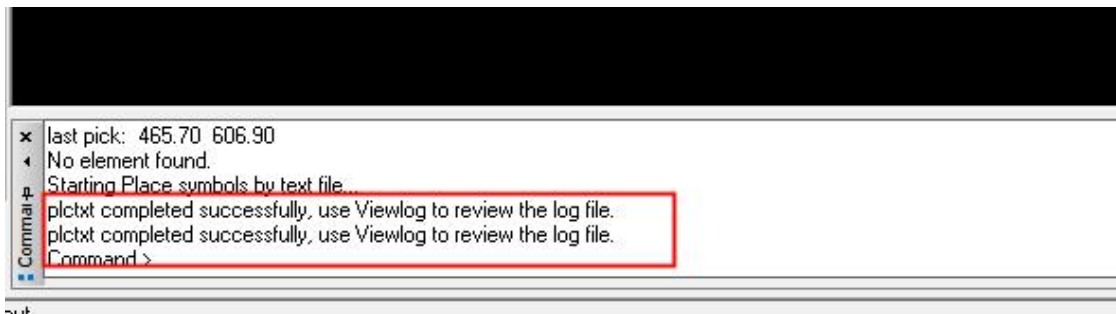 last pick:  465.70  606.90
No element found.
Starting Place symbols by text file...
plctxt completed successfully, use Viewlog to review the log file.
plctxt completed successfully, use Viewlog to review the log file.
Command >
Comman